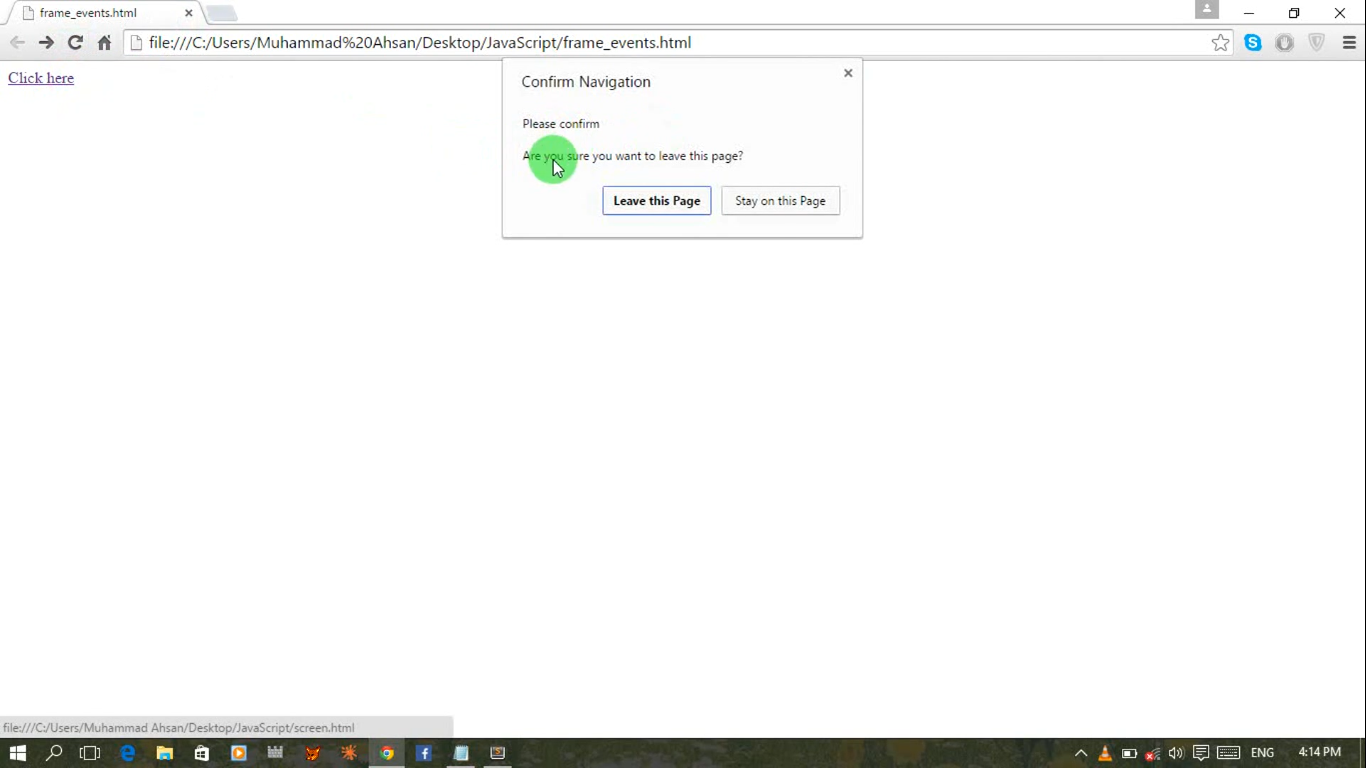 frame_events.html
file:///C:/Users/Muhammad%20Ahsan/Desktop/JavaScript/frame_events.html
Click here
Confirm Navigation
Please confirm
Are you sure you want to leave this page?
Leave this Page
Stay on this Page
file:///C:/Users/Muhammad Ahsan/Desktop/JavaScript/screen.html
ENG
4:14 PM